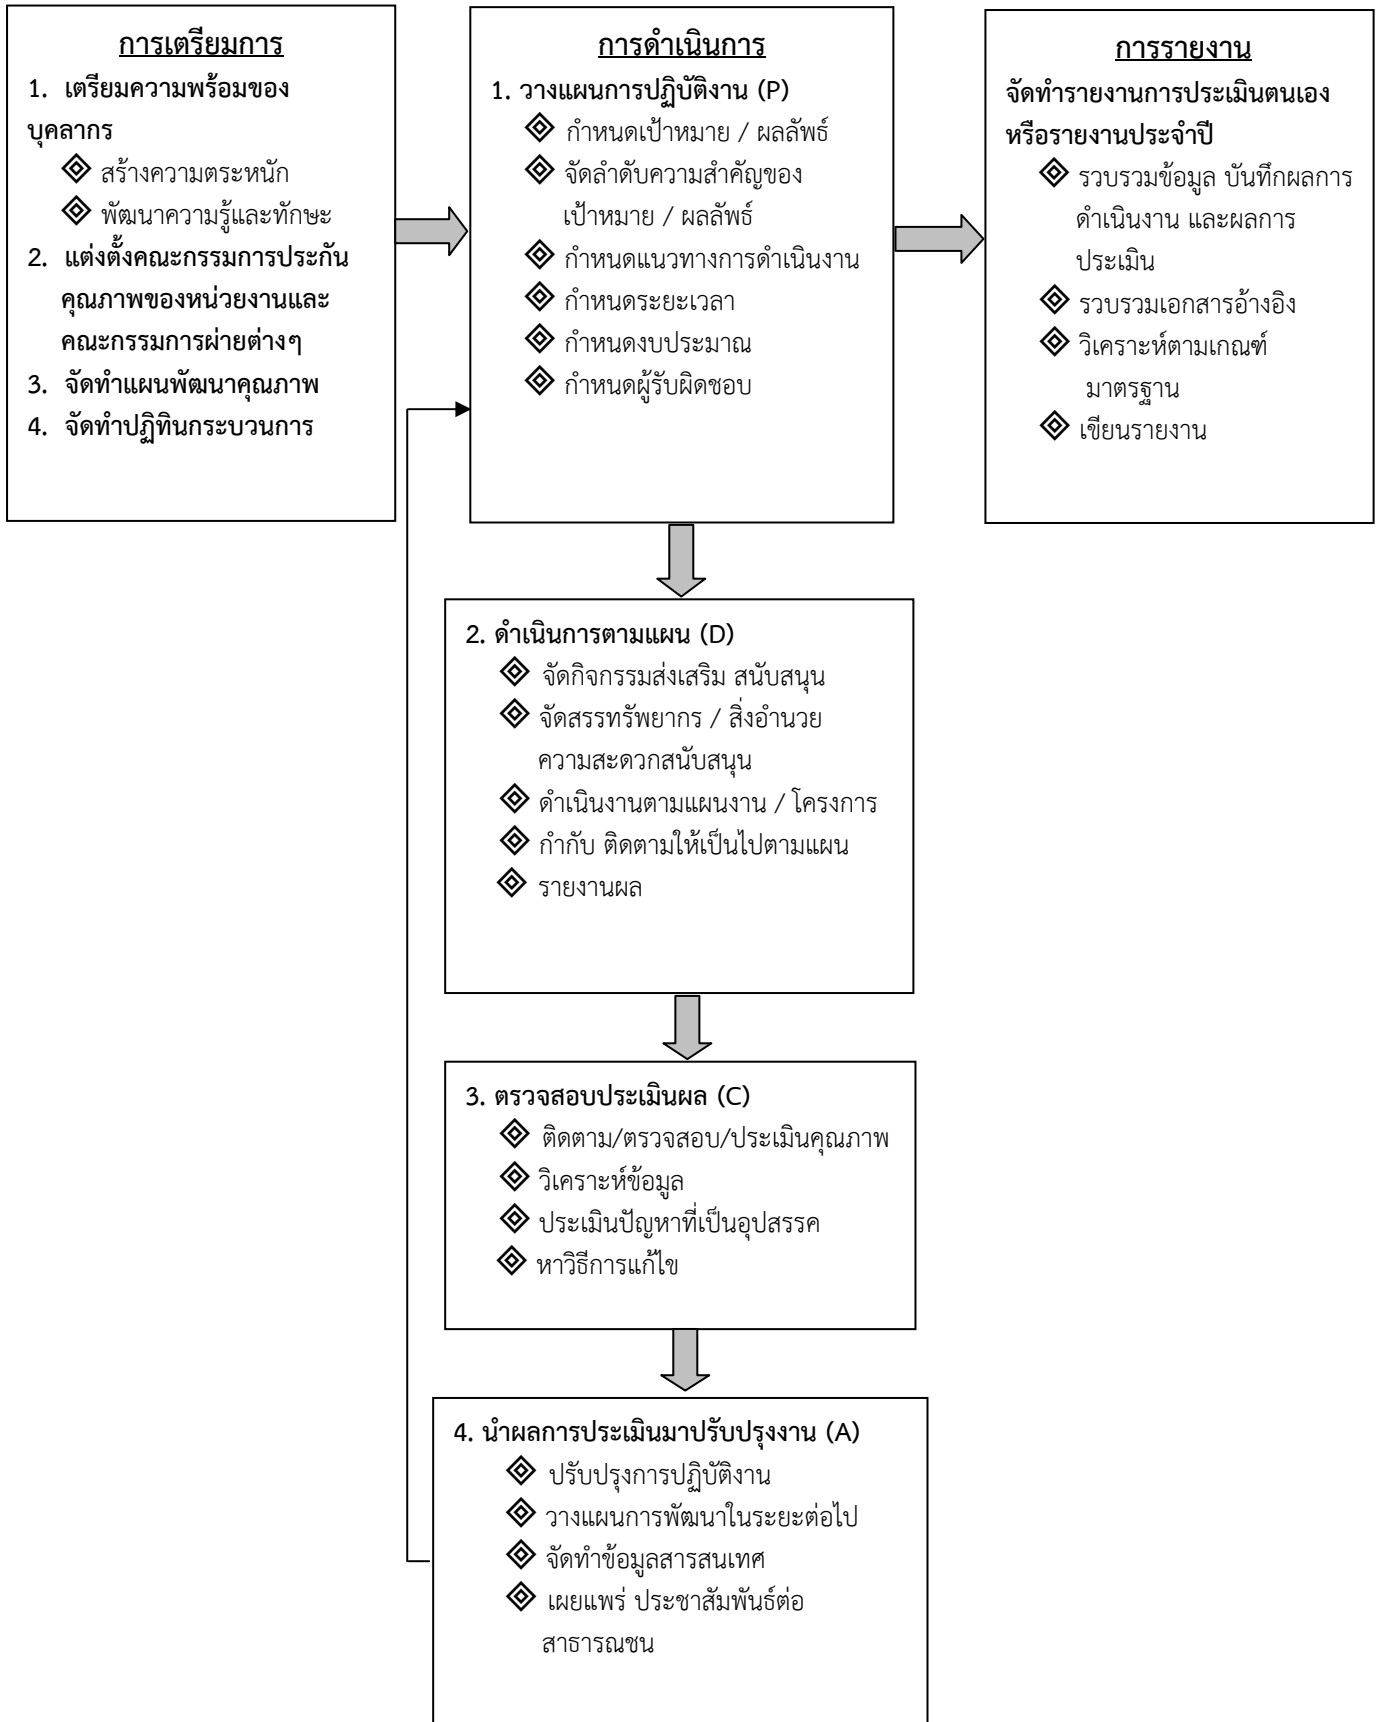 การเตรียมการ
1. เตรียมความพร้อมของ
บุคลากร
สร้างความตระหนัก
พัฒนาความรู้และทักษะ
2. แต่งตั้งคณะกรรมการประกัน
คุณภาพของหน่วยงานและ
คณะกรรมการฝ่ายต่างๆ
3. จัดทำแผนพัฒนาคุณภาพ
4. จัดทำปฏิทินกระบวนการ
การดำเนินการ
1. วางแผนการปฏิบัติงาน (P)
กำหนดเป้าหมาย / ผลลัพธ์
จัดลำดับความสำคัญของ
เป้าหมาย / ผลลัพธ์
กำหนดแนวทางการดำเนินงาน
กำหนดระยะเวลา
กำหนดงบประมาณ
กำหนดผู้รับผิดชอบ
การรายงาน
จัดทำรายงานการประเมินตนเอง
หรือรายงานประจำปี
รวบรวมข้อมูล บันทึกผลการ
ดำเนินงาน และผลการ
ประเมิน
รวบรวมเอกสารอ้างอิง
วิเคราะห์ตามเกณฑ์
มาตรฐาน
เขียนรายงาน
2. ดำเนินการตามแผน (D)
จัดกิจกรรมส่งเสริม สนับสนุน
จัดสรรทรัพยากร / สิ่งอำนวย
ความสะดวกสนับสนุน
ดำเนินงานตามแผนงาน / โครงการ
กำกับ ติดตามให้เป็นไปตามแผน
รายงานผล
3. ตรวจสอบประเมินผล (C)
ติดตาม/ตรวจสอบ/ประเมินคุณภาพ
วิเคราะห์ข้อมูล
ประเมินปัญหาที่เป็นอุปสรรค
หาวิธีการแก้ไข
4. นำผลการประเมินมาปรับปรุงงาน (A)
ปรับปรุงการปฏิบัติงาน
วางแผนการพัฒนาในระยะต่อไป
จัดทำข้อมูลสารสนเทศ
เผยแพร่ ประชาสัมพันธ์ต่อ
สาธารณชน